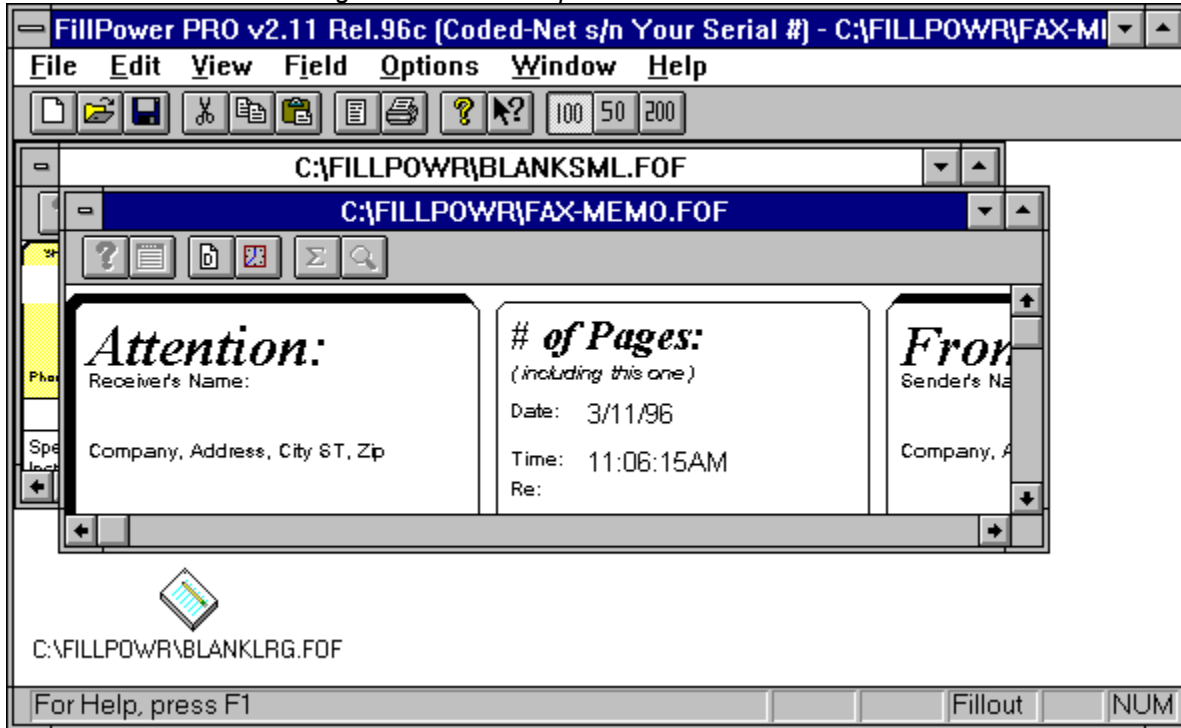 FillPower PRO v2.11 Rel.96c (Coded-Net s/n Your Serial #) - C:\FILLPOWR\FAX-MI
File Edit View Field Options Window Help
100 50 200
C:\FILLPOWR\BLANKSML.FOF
C:\FILLPOWR\FAX-MEMO.FOF
Attention:
Receiver's Name:
Company, Address, City ST, Zip
# of Pages:
(including this one)
Date: 3/11/96
Time: 11:06:15AM
Re:
From
Sender's Na
Company, A
Phon
Spe
C:\FILLPOWR\BLANKLRG.FOF
For Help, press F1 Fillout NUM